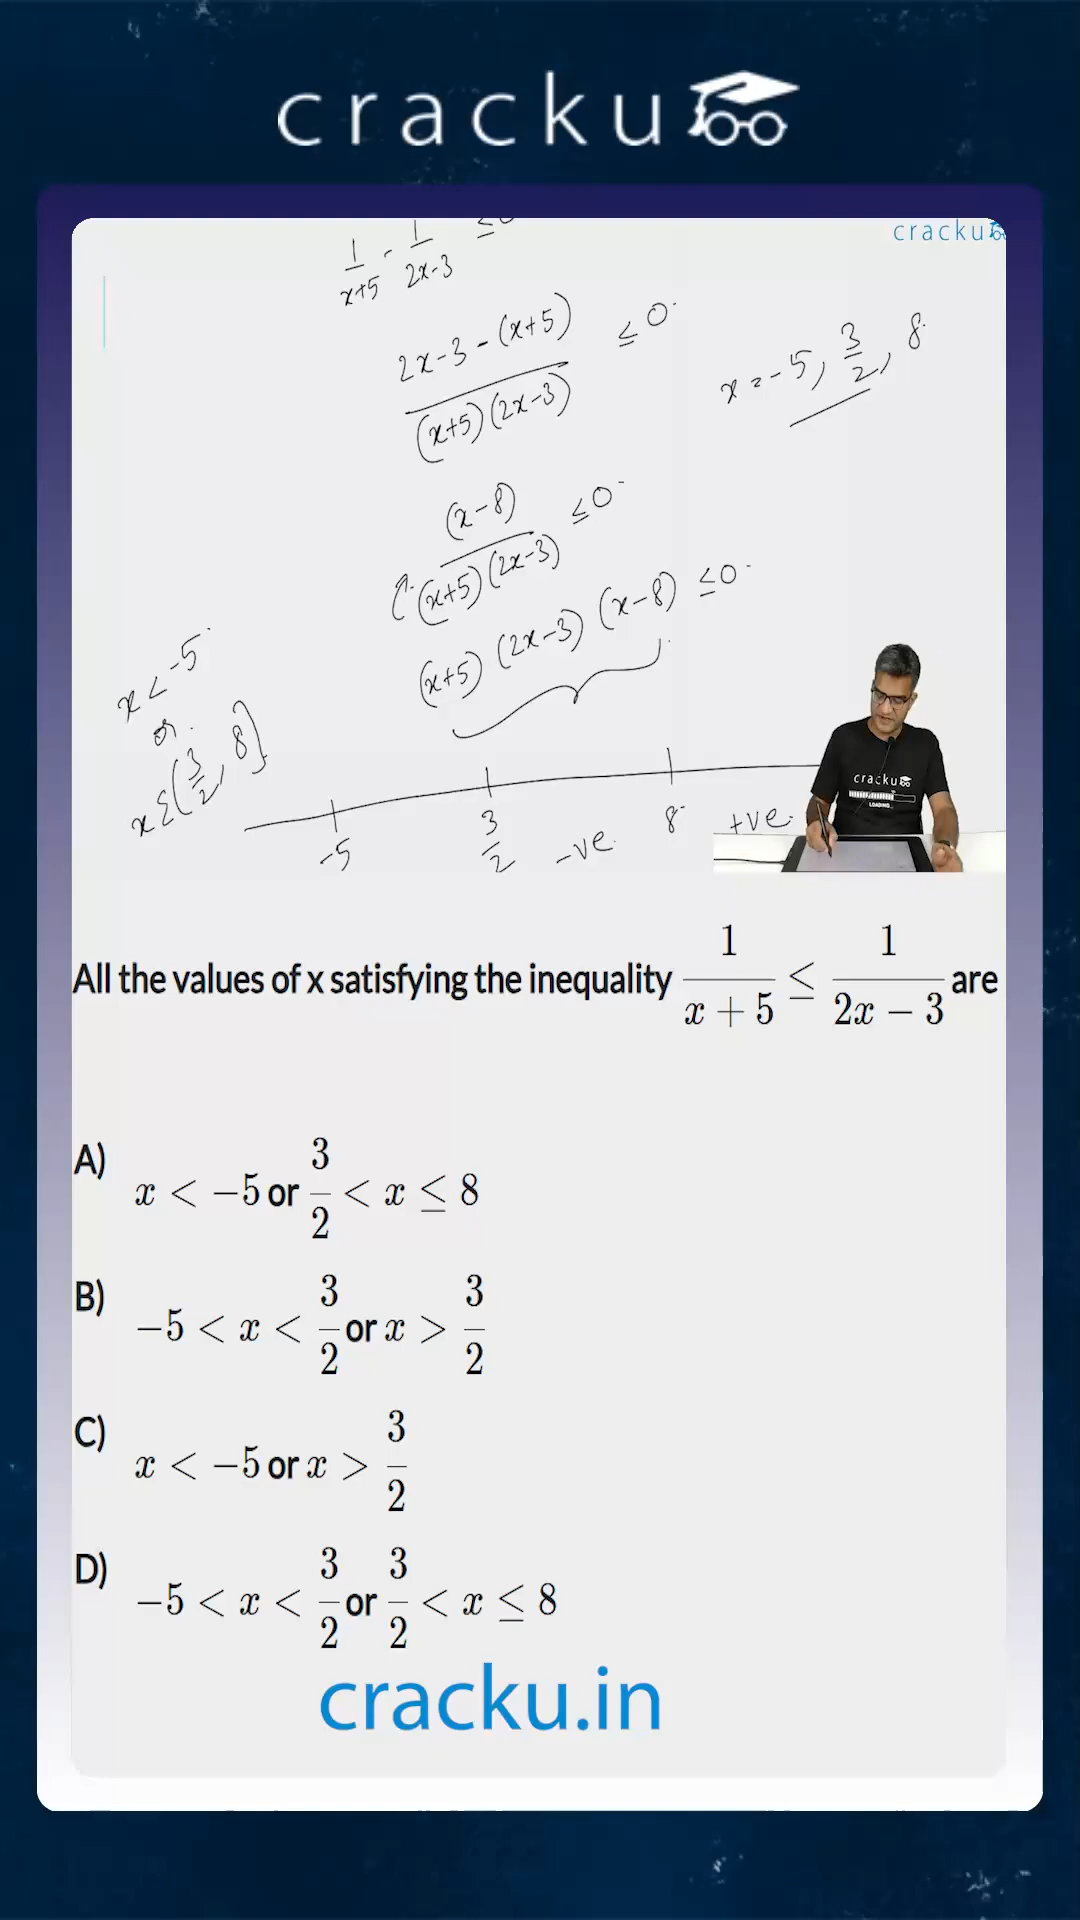 cracku
cracku
1/(x+5) - 1/(2x-3) ≤0
(2x-3-(x+5))/((x+5)(2x-3)) ≤0
x=-5, 3/2, 8
(x-8)/((x+5)(2x-3)) ≤0
(x+5)(2x-3)(x-8) ≤0
x<-5
or
x∈(3/2, 8]
-5 3/2 -ve 8 +ve
cracku
LOADING..
All the values of x satisfying the inequality 1/(x + 5) ≤ 1/(2x − 3) are
A) x < −5 or 3/2 < x ≤ 8
B) −5 < x < 3/2 or x > 3/2
C) x < −5 or x > 3/2
D) −5 < x < 3/2 or 3/2 < x ≤ 8
cracku.in